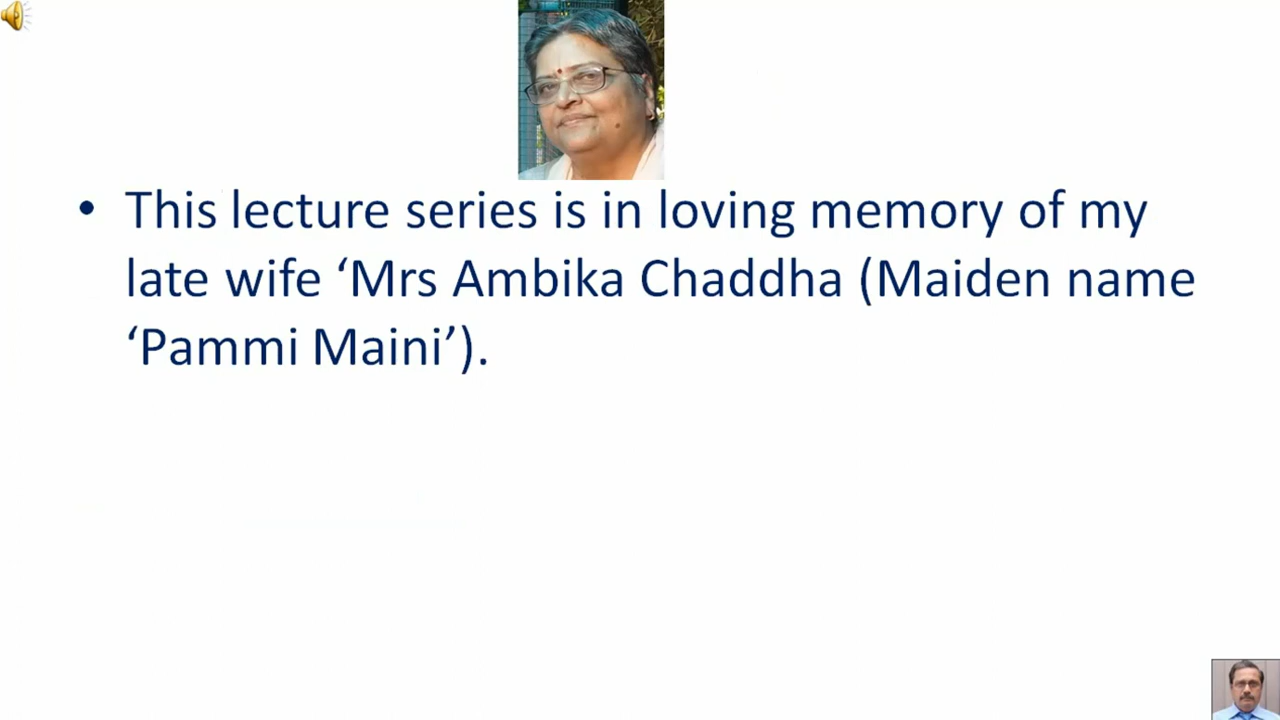 • This lecture series is in loving memory of my
late wife ‘Mrs Ambika Chaddha (Maiden name
‘Pammi Maini’).